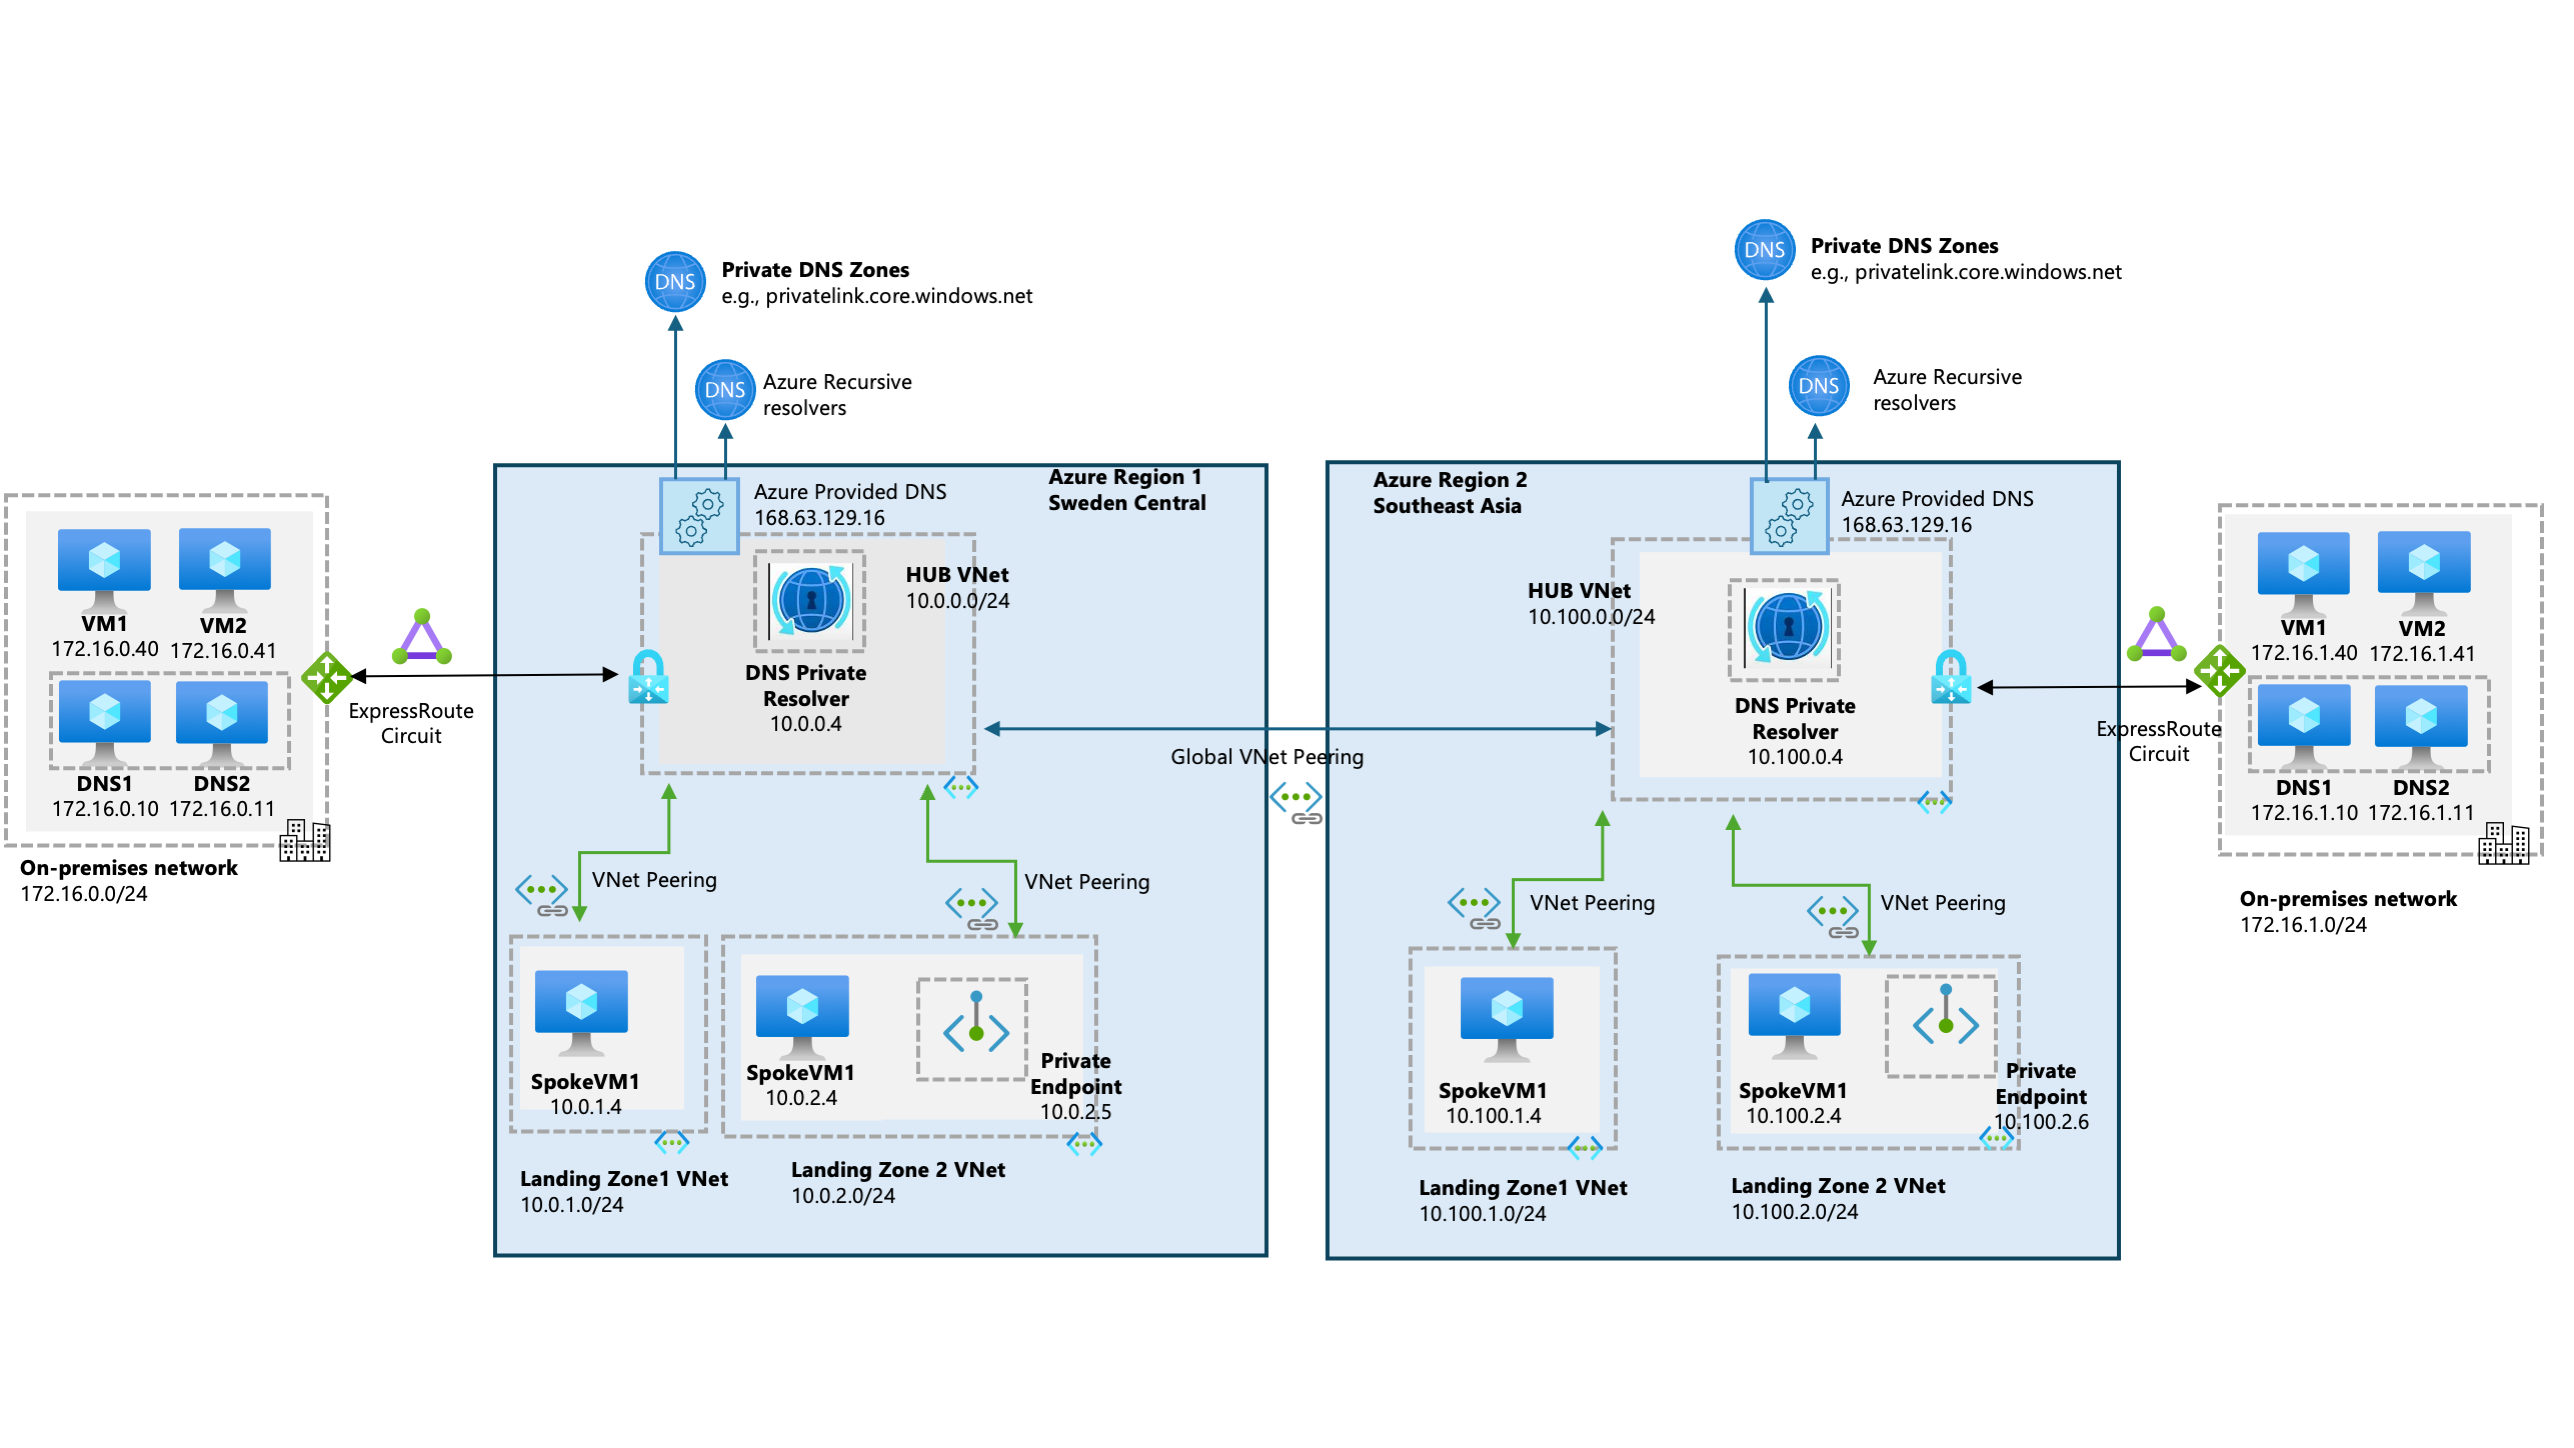 DNS
Private DNS Zones
e.g., privatelink.core.windows.net
DNS
Azure Recursive
resolvers
DNS
Private DNS Zones
e.g., privatelink.core.windows.net
DNS
Azure Recursive
resolvers
VM1
172.16.0.40
VM2
172.16.0.41
DNS1
172.16.0.10
DNS2
172.16.0.11
On-premises network
172.16.0.0/24
ExpressRoute
Circuit
Azure Region 1
Sweden Central
Azure Provided DNS
168.63.129.16
HUB VNet
10.0.0.0/24
DNS Private
Resolver
10.0.0.4
VNet Peering
VNet Peering
SpokeVM1
10.0.1.4
Landing Zone1 VNet
10.0.1.0/24
SpokeVM1
10.0.2.4
Private
Endpoint
10.0.2.5
Landing Zone 2 VNet
10.0.2.0/24
Global VNet Peering
Azure Region 2
Southeast Asia
Azure Provided DNS
168.63.129.16
HUB VNet
10.100.0.0/24
DNS Private
Resolver
10.100.0.4
VNet Peering
VNet Peering
SpokeVM1
10.100.1.4
Landing Zone1 VNet
10.100.1.0/24
SpokeVM1
10.100.2.4
Private
Endpoint
10.100.2.6
Landing Zone 2 VNet
10.100.2.0/24
ExpressRoute
Circuit
VM1
172.16.1.40
VM2
172.16.1.41
DNS1
172.16.1.10
DNS2
172.16.1.11
On-premises network
172.16.1.0/24